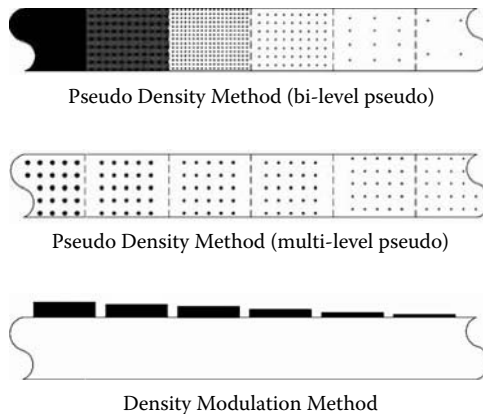 Pseudo Density Method (bi-level pseudo)
Pseudo Density Method (multi-level pseudo)
Density Modulation Method